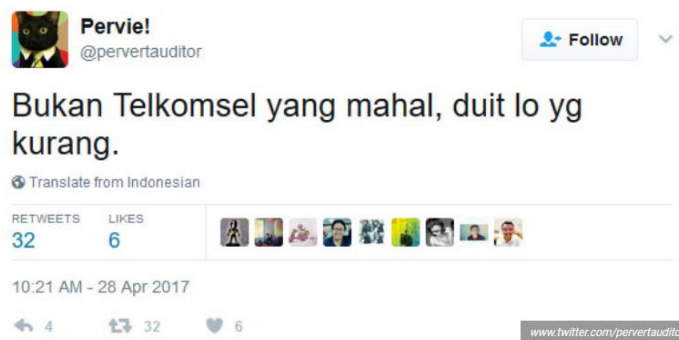 Pervie!
@pervertauditor
Follow
Bukan Telkomsel yang mahal, duit lo yg
kurang.
Translate from Indonesian
RETWEETS LIKES
32 6
10:21 AM - 28 Apr 2017
4 32 6
www.twitter.com/pervertaudito